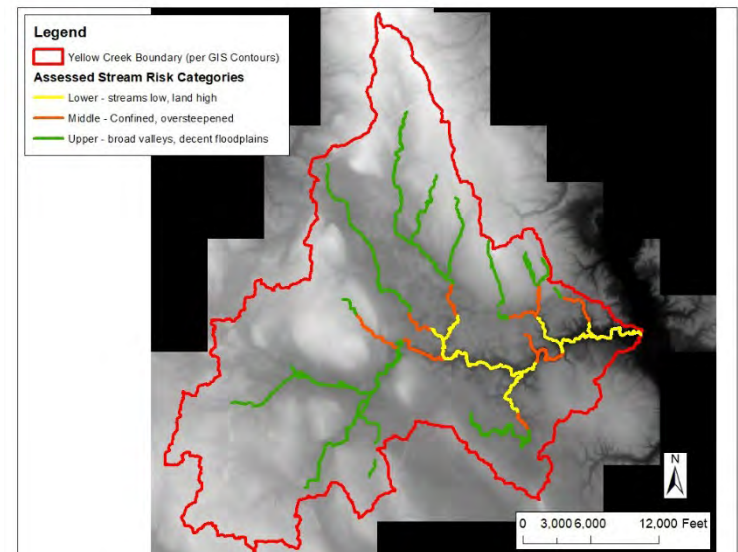 Legend
Yellow Creek Boundary (per GIS Contours)
Assessed Stream Risk Categories
Lower - streams low, land high
Middle - Confined, oversteepened
Upper - broad valleys, decent floodplains
N
0 3,000 6,000 12,000 Feet